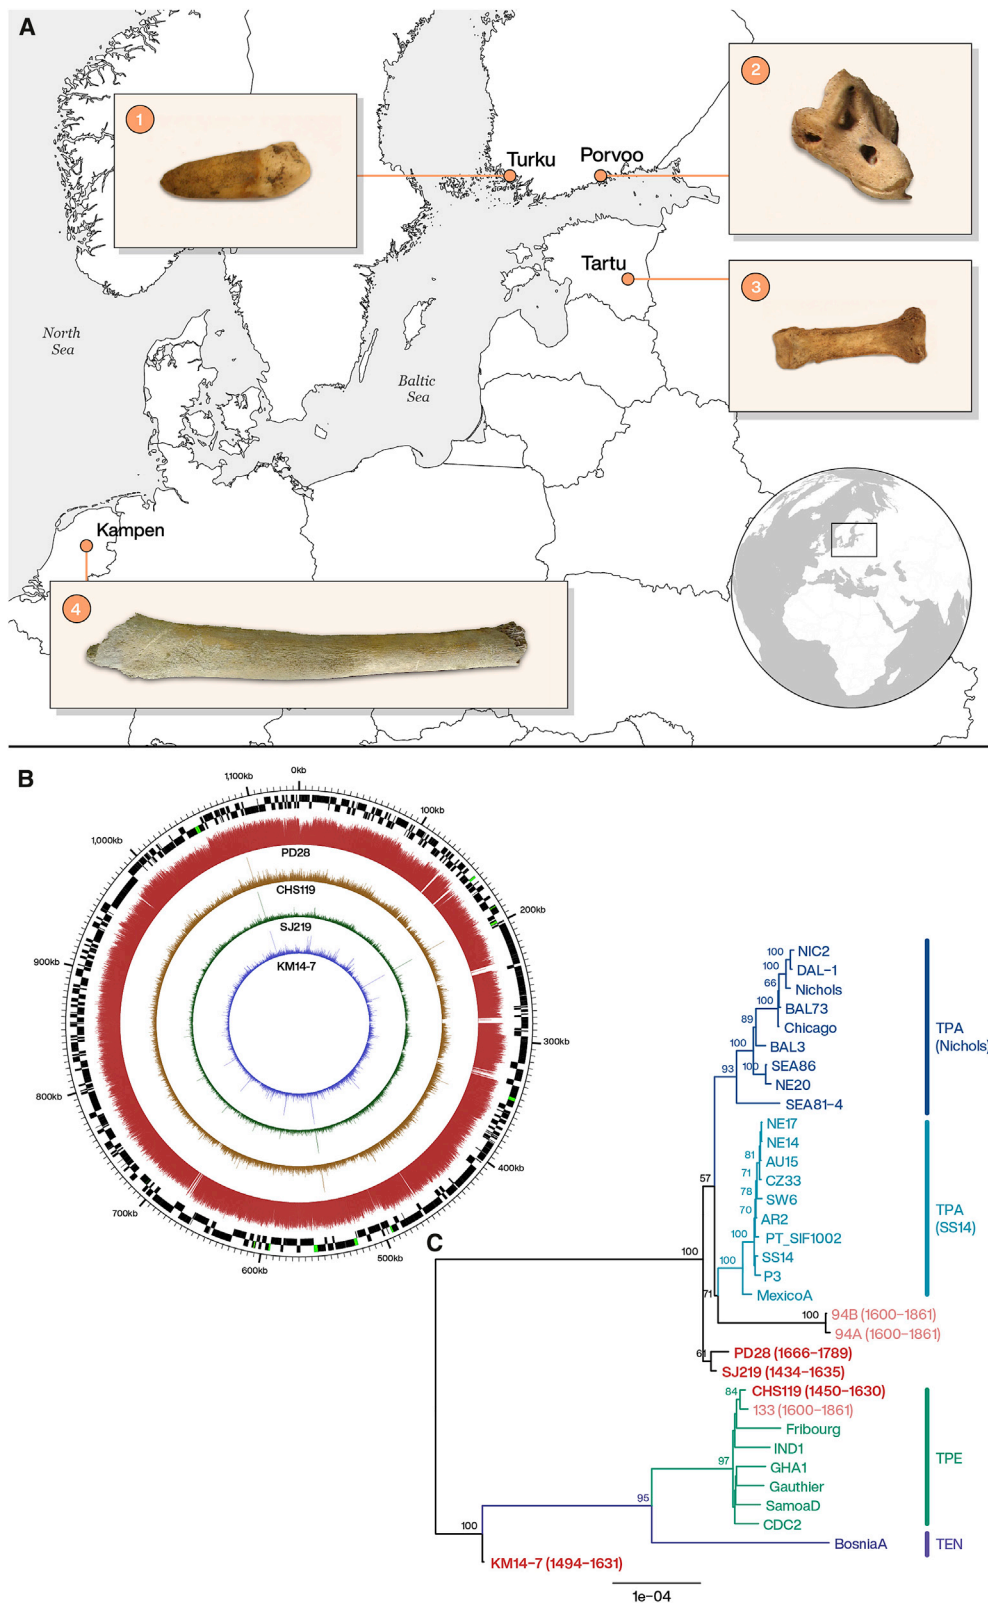 A
1
2
Turku
Porvoo
Tartu
3
North
Sea
Baltic
Sea
Kampen
4
B
0kb
100kb
200kb
300kb
400kb
500kb
600kb
700kb
800kb
900kb
1,000kb
1,100kb
PD28
CHS119
SJ219
KM14-7
C
100
NIC2
100
DAL-1
66
Nichols
100
BAL73
89
Chicago
100
BAL3
100
SEA86
93
NE20
SEA81-4
TPA
(Nichols)
NE17
NE14
81
AU15
71
CZ33
78
SW6
70
AR2
100
PT_SIF1002
100
SS14
P3
MexicoA
TPA
(SS14)
57
100
71
100
94B (1600-1861)
94A (1600-1861)
61
PD28 (1666-1789)
SJ219 (1434-1635)
84
CHS119 (1450-1630)
133 (1600-1861)
Fribourg
IND1
97
GHA1
Gauthier
SamoaD
CDC2
TPE
95
BosniaA
TEN
100
KM14-7 (1494-1631)
1e-04